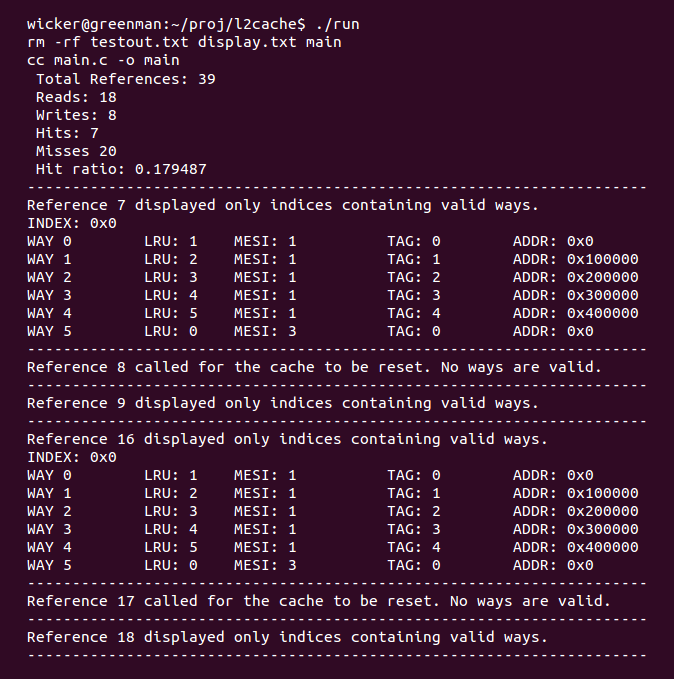 wicker@greenman:~/proj/l2cache$ ./run
rm -rf testout.txt display.txt main
cc main.c -o main
Total References: 39
Reads: 18
Writes: 8
Hits: 7
Misses 20
Hit ratio: 0.179487
---------------------------------------------------------------------
Reference 7 displayed only indices containing valid ways.
INDEX: 0x0
WAY 0 LRU: 1 MESI: 1 TAG: 0 ADDR: 0x0
WAY 1 LRU: 2 MESI: 1 TAG: 1 ADDR: 0x100000
WAY 2 LRU: 3 MESI: 1 TAG: 2 ADDR: 0x200000
WAY 3 LRU: 4 MESI: 1 TAG: 3 ADDR: 0x300000
WAY 4 LRU: 5 MESI: 1 TAG: 4 ADDR: 0x400000
WAY 5 LRU: 0 MESI: 3 TAG: 0 ADDR: 0x0
---------------------------------------------------------------------
Reference 8 called for the cache to be reset. No ways are valid.
---------------------------------------------------------------------
Reference 9 displayed only indices containing valid ways.
---------------------------------------------------------------------
Reference 16 displayed only indices containing valid ways.
INDEX: 0x0
WAY 0 LRU: 1 MESI: 1 TAG: 0 ADDR: 0x0
WAY 1 LRU: 2 MESI: 1 TAG: 1 ADDR: 0x100000
WAY 2 LRU: 3 MESI: 1 TAG: 2 ADDR: 0x200000
WAY 3 LRU: 4 MESI: 1 TAG: 3 ADDR: 0x300000
WAY 4 LRU: 5 MESI: 1 TAG: 4 ADDR: 0x400000
WAY 5 LRU: 0 MESI: 3 TAG: 0 ADDR: 0x0
---------------------------------------------------------------------
Reference 17 called for the cache to be reset. No ways are valid.
---------------------------------------------------------------------
Reference 18 displayed only indices containing valid ways.
---------------------------------------------------------------------